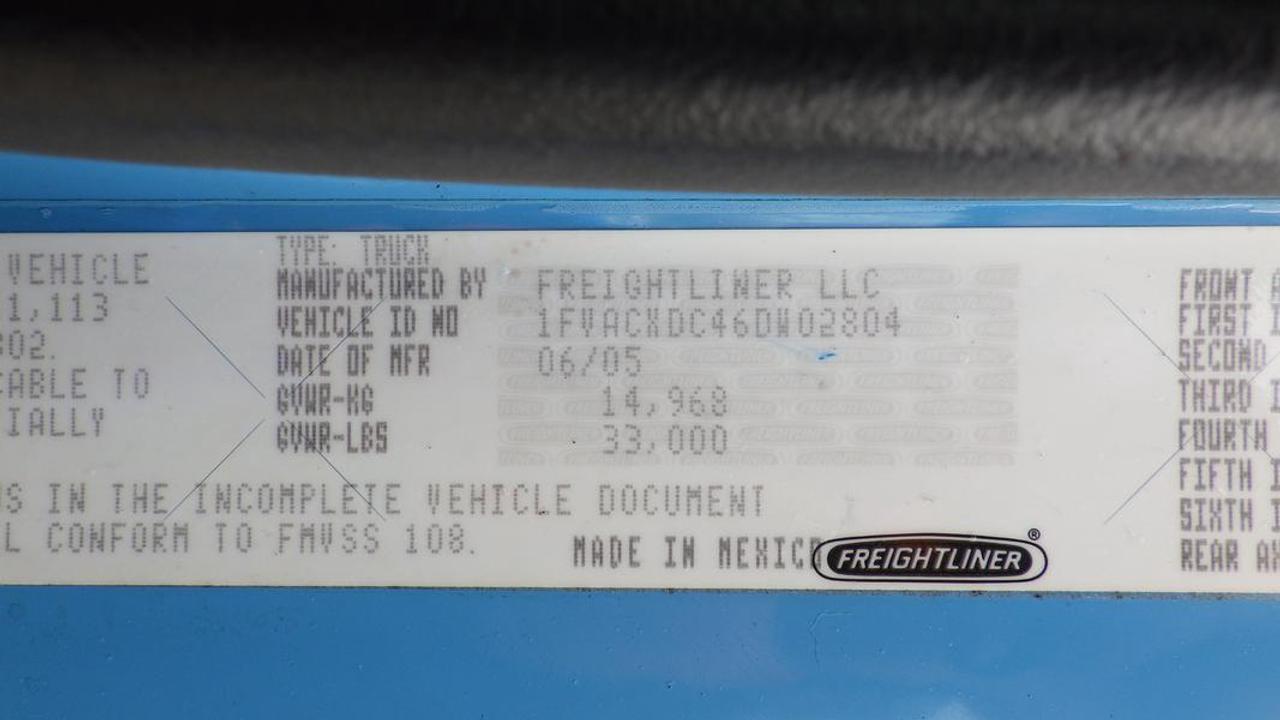 VEHICLE
1,113
02.
CABLE TO
IALLY
S IN THE INCOMPLETE VEHICLE DOCUMENT
L CONFORM TO FMVSS 108.
TYPE: TRUCK
MANUFACTURED BY FREIGHTLINER LLC
VEHICLE ID NO 1FVACXDC46DW02804
DATE OF MFR 06/05
GVWR-KG 14,968
GVWR-LBS 33,000
MADE IN MEXICO
FREIGHTLINER®
FRONT A
FIRST I
SECOND
THIRD I
FOURTH
FIFTH I
SIXTH I
REAR AX